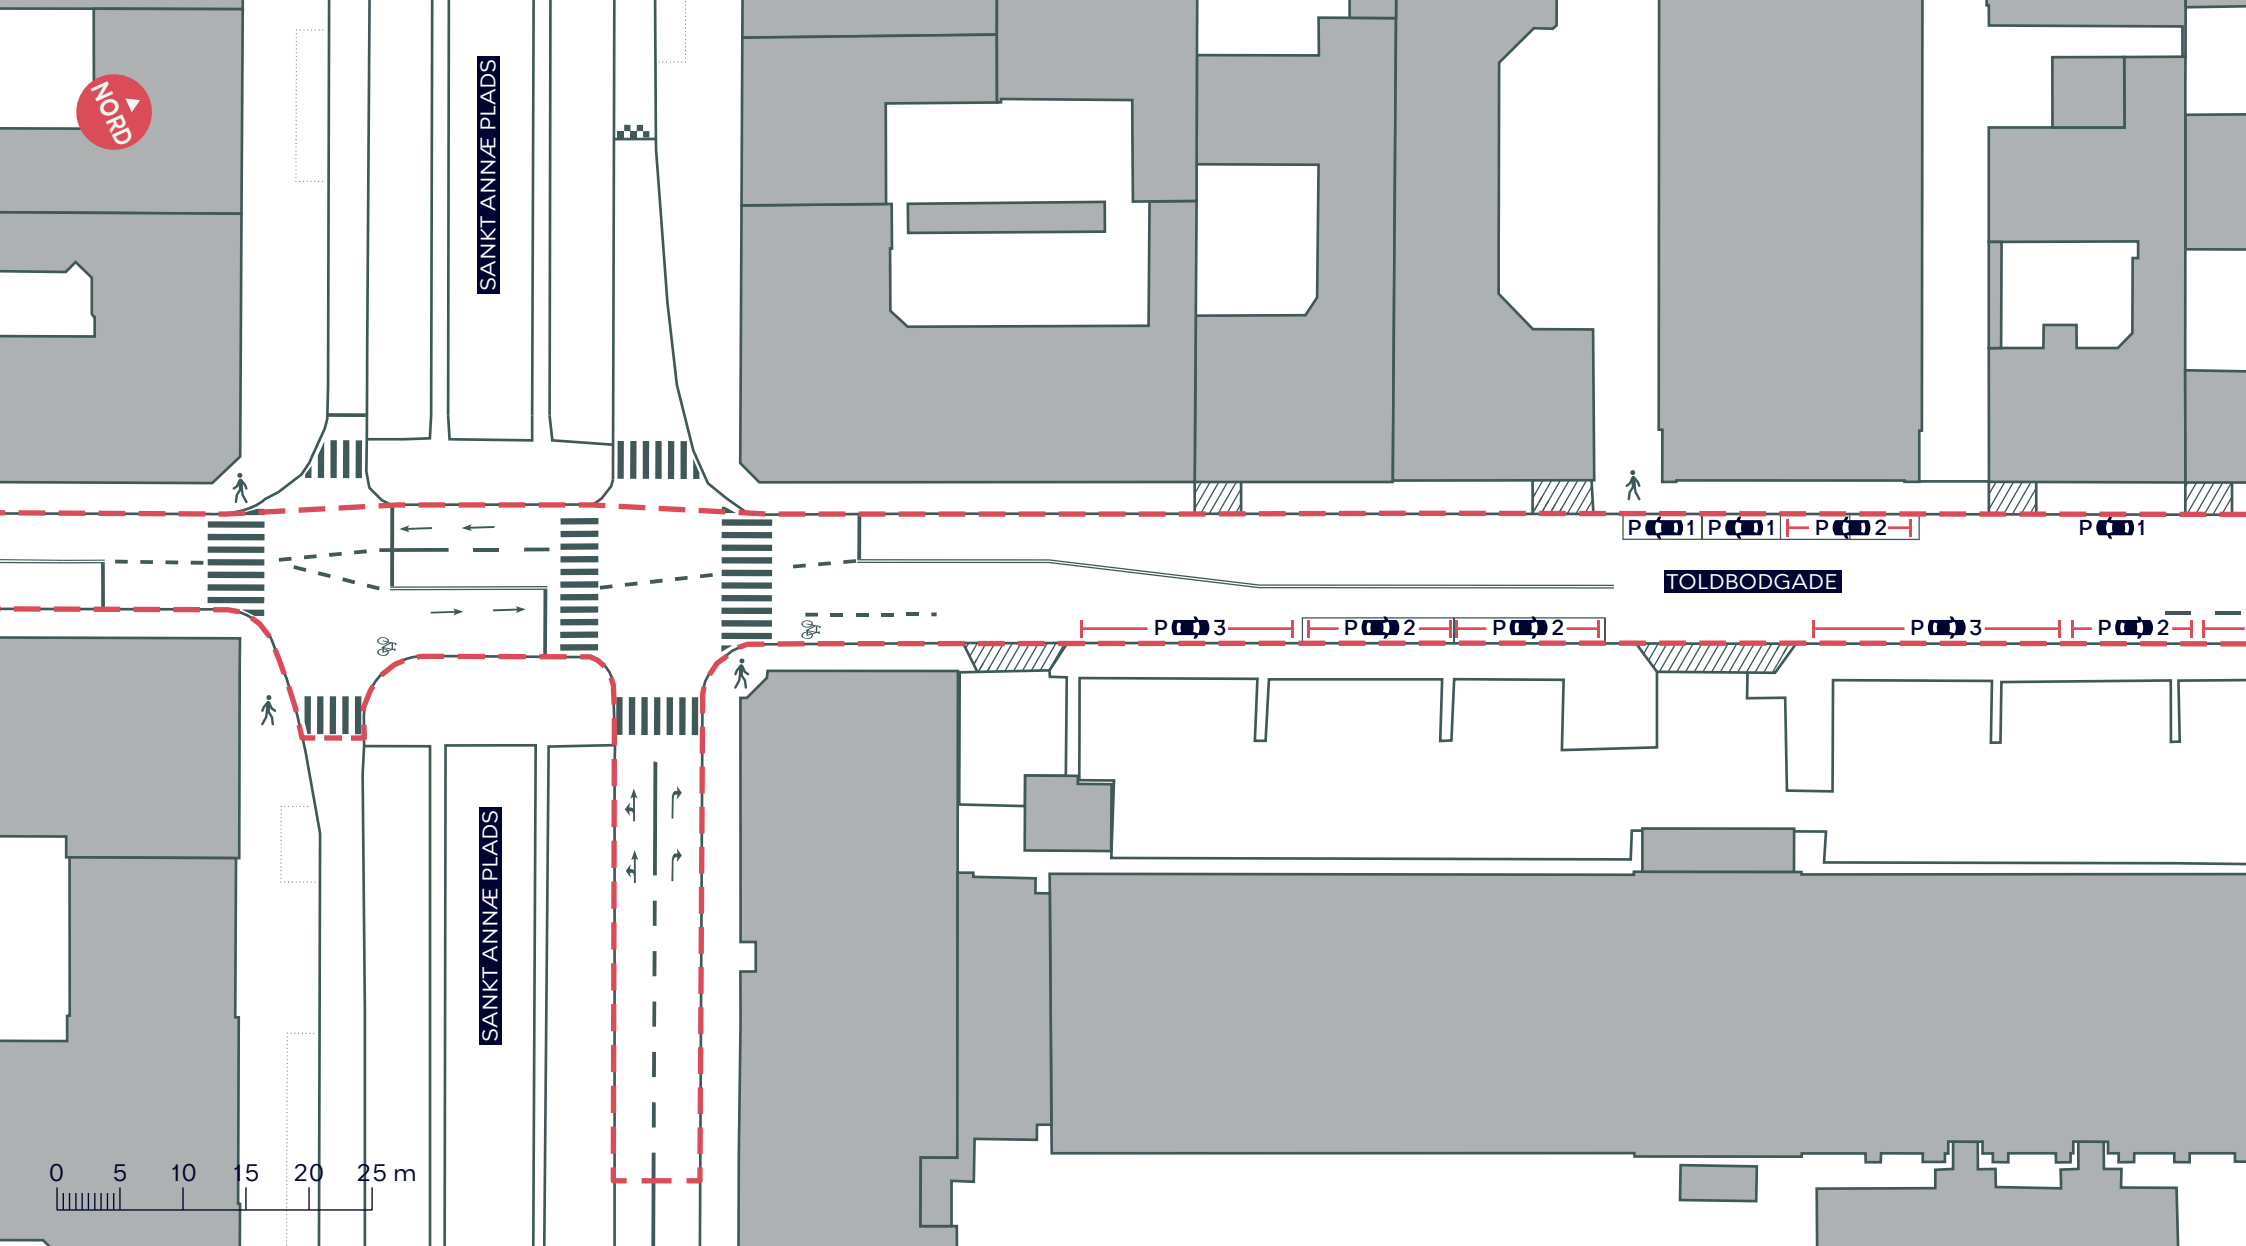 NORD
SANKT ANNÆ PLADS
P 1 P 1 P 2 P 1
TOLDBODGADE
P 3 P 2 P 2 P 3 P 2
SANKT ANNÆ PLADS
0 5 10 15 20 25 m